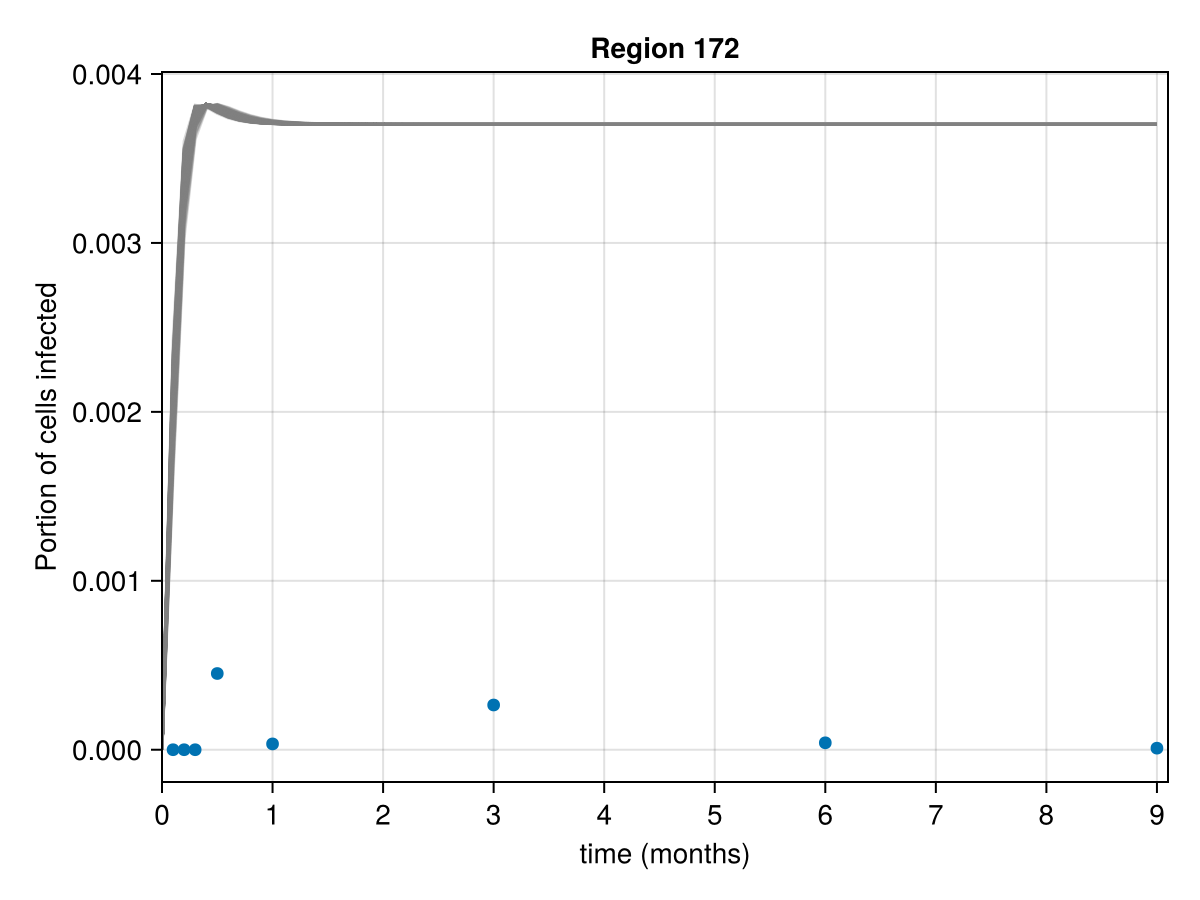 Region 172
Portion of cells infected
0.004
0.003
0.002
0.001
0.000
0 1 2 3 4 5 6 7 8 9
time (months)